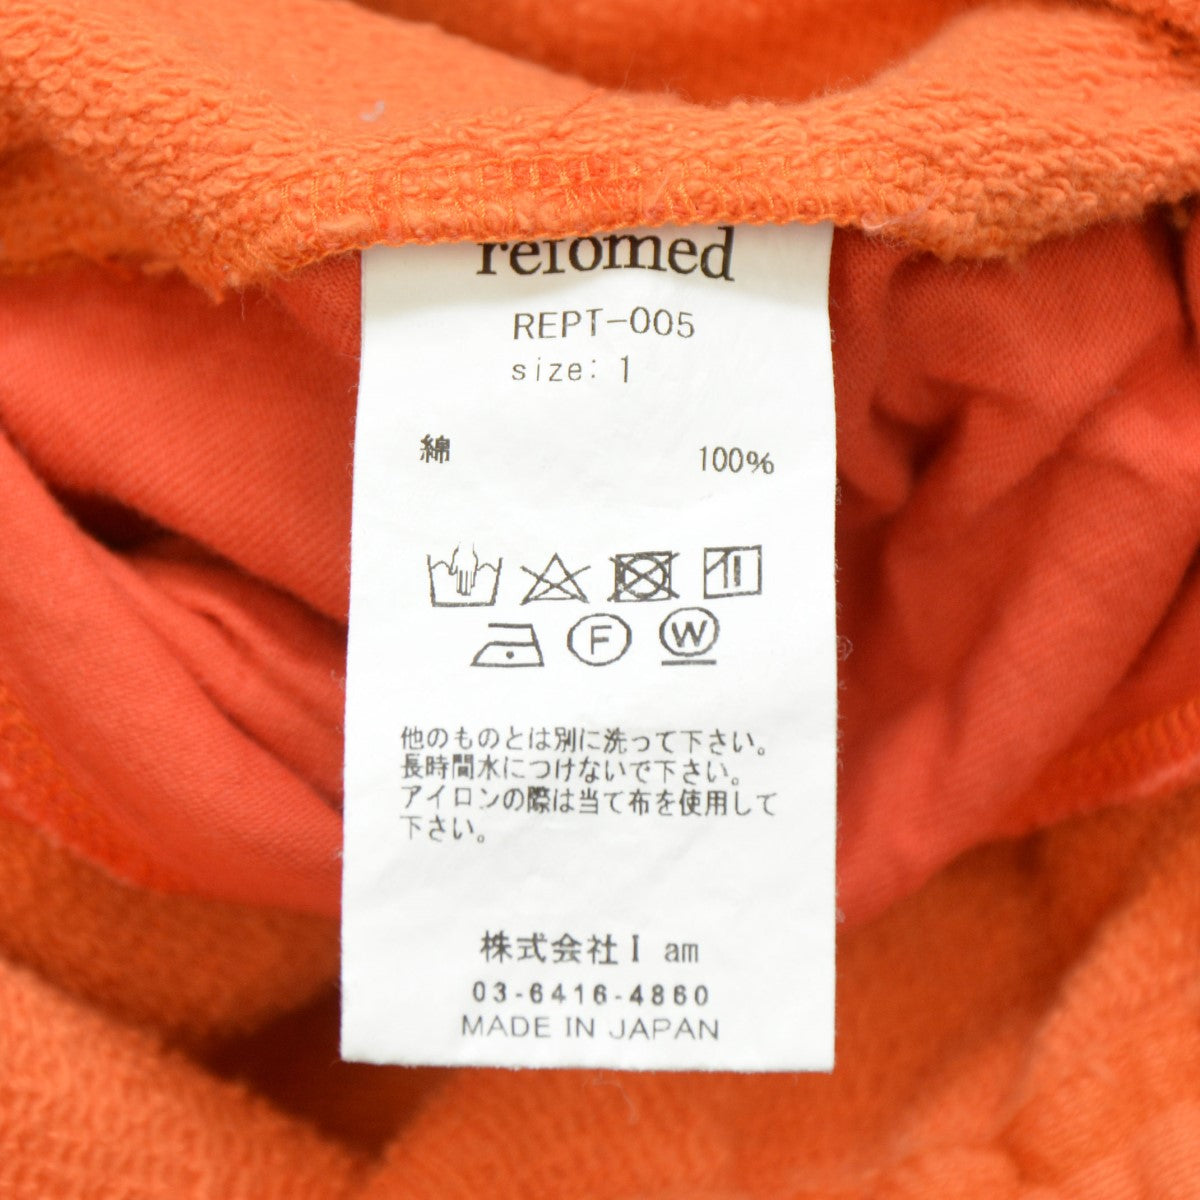 refomed
REPT-005
size: 1
綿 100%
F W
他のものとは別に洗って下さい。
長時間水につけないで下さい。
アイロンの際は当て布を使用して
下さい。
株式会社I am
03-6416-4860
MADE IN JAPAN